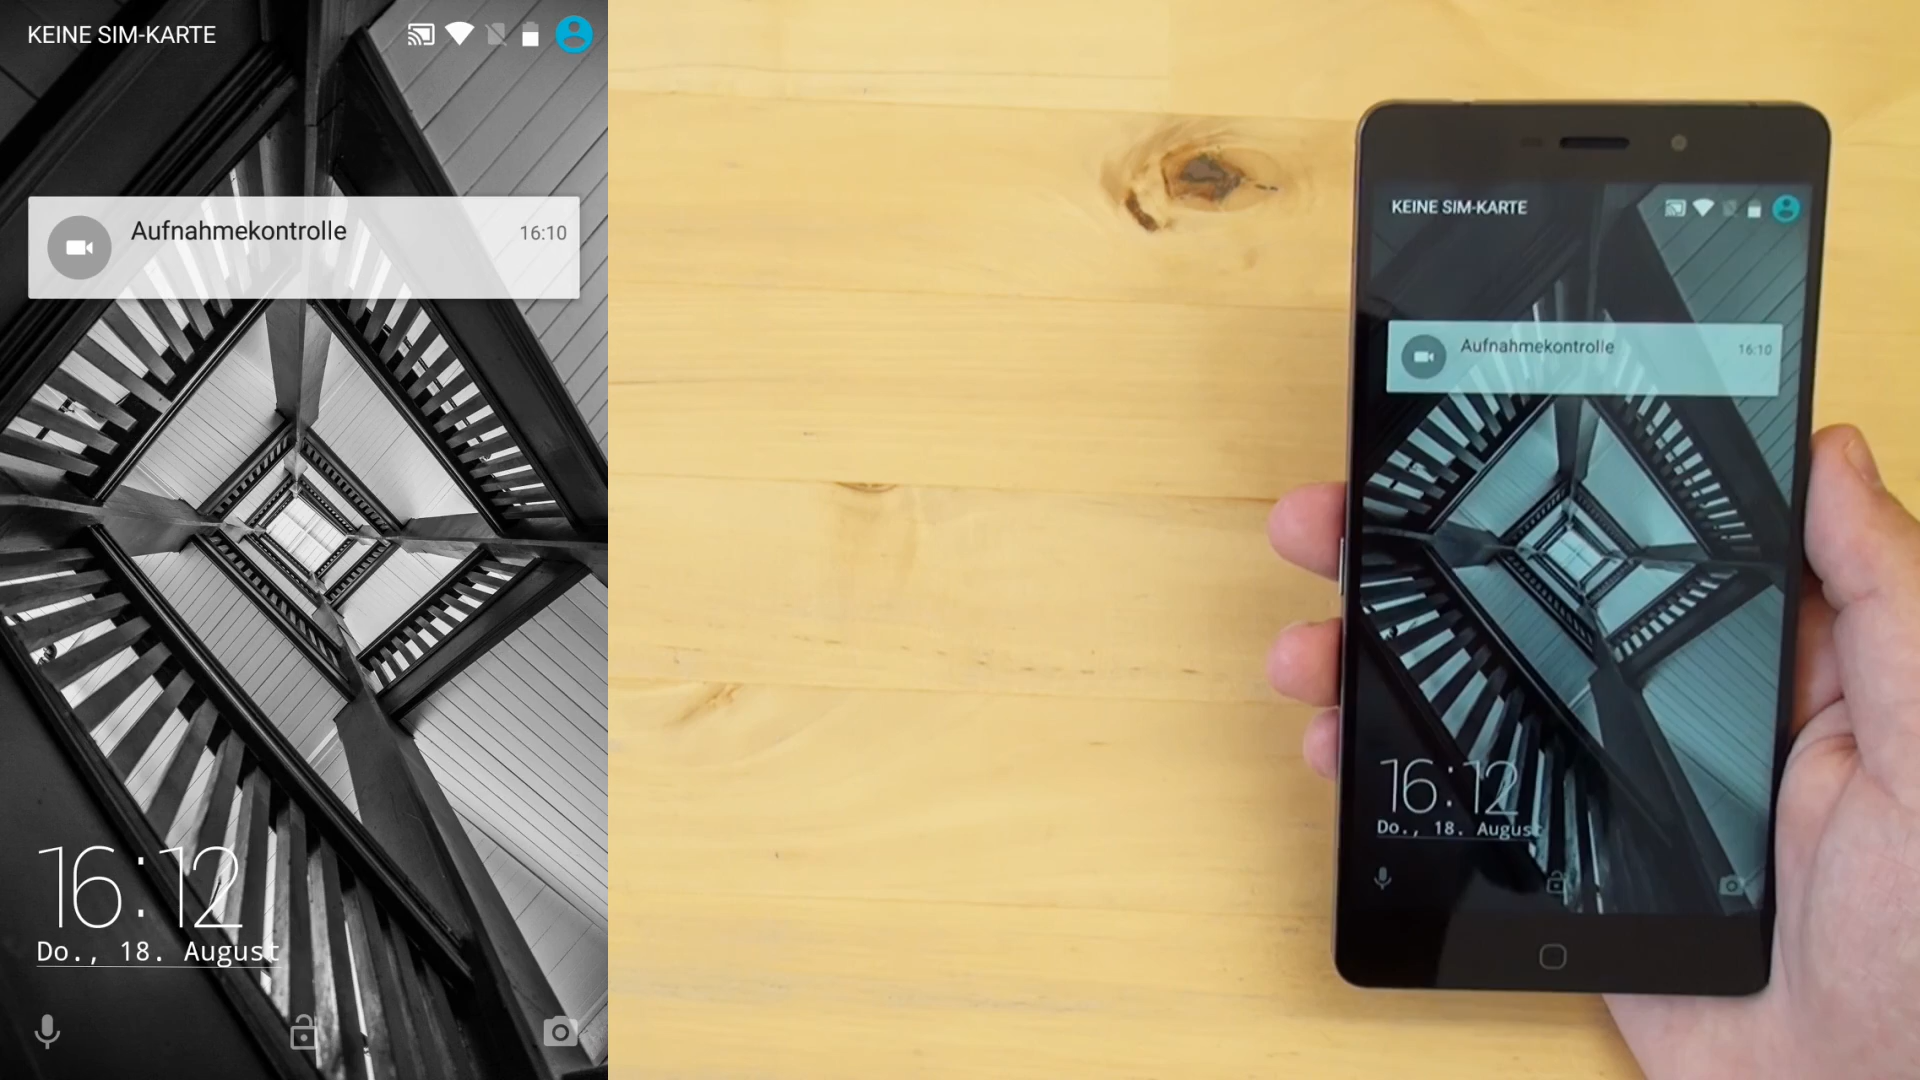 KEINE SIM-KARTE
Aufnahmekontrolle
16:10
16:12
Do., 18. August
KEINE SIM-KARTE
Aufnahmekontrolle
16:10
16:12
Do., 18. August